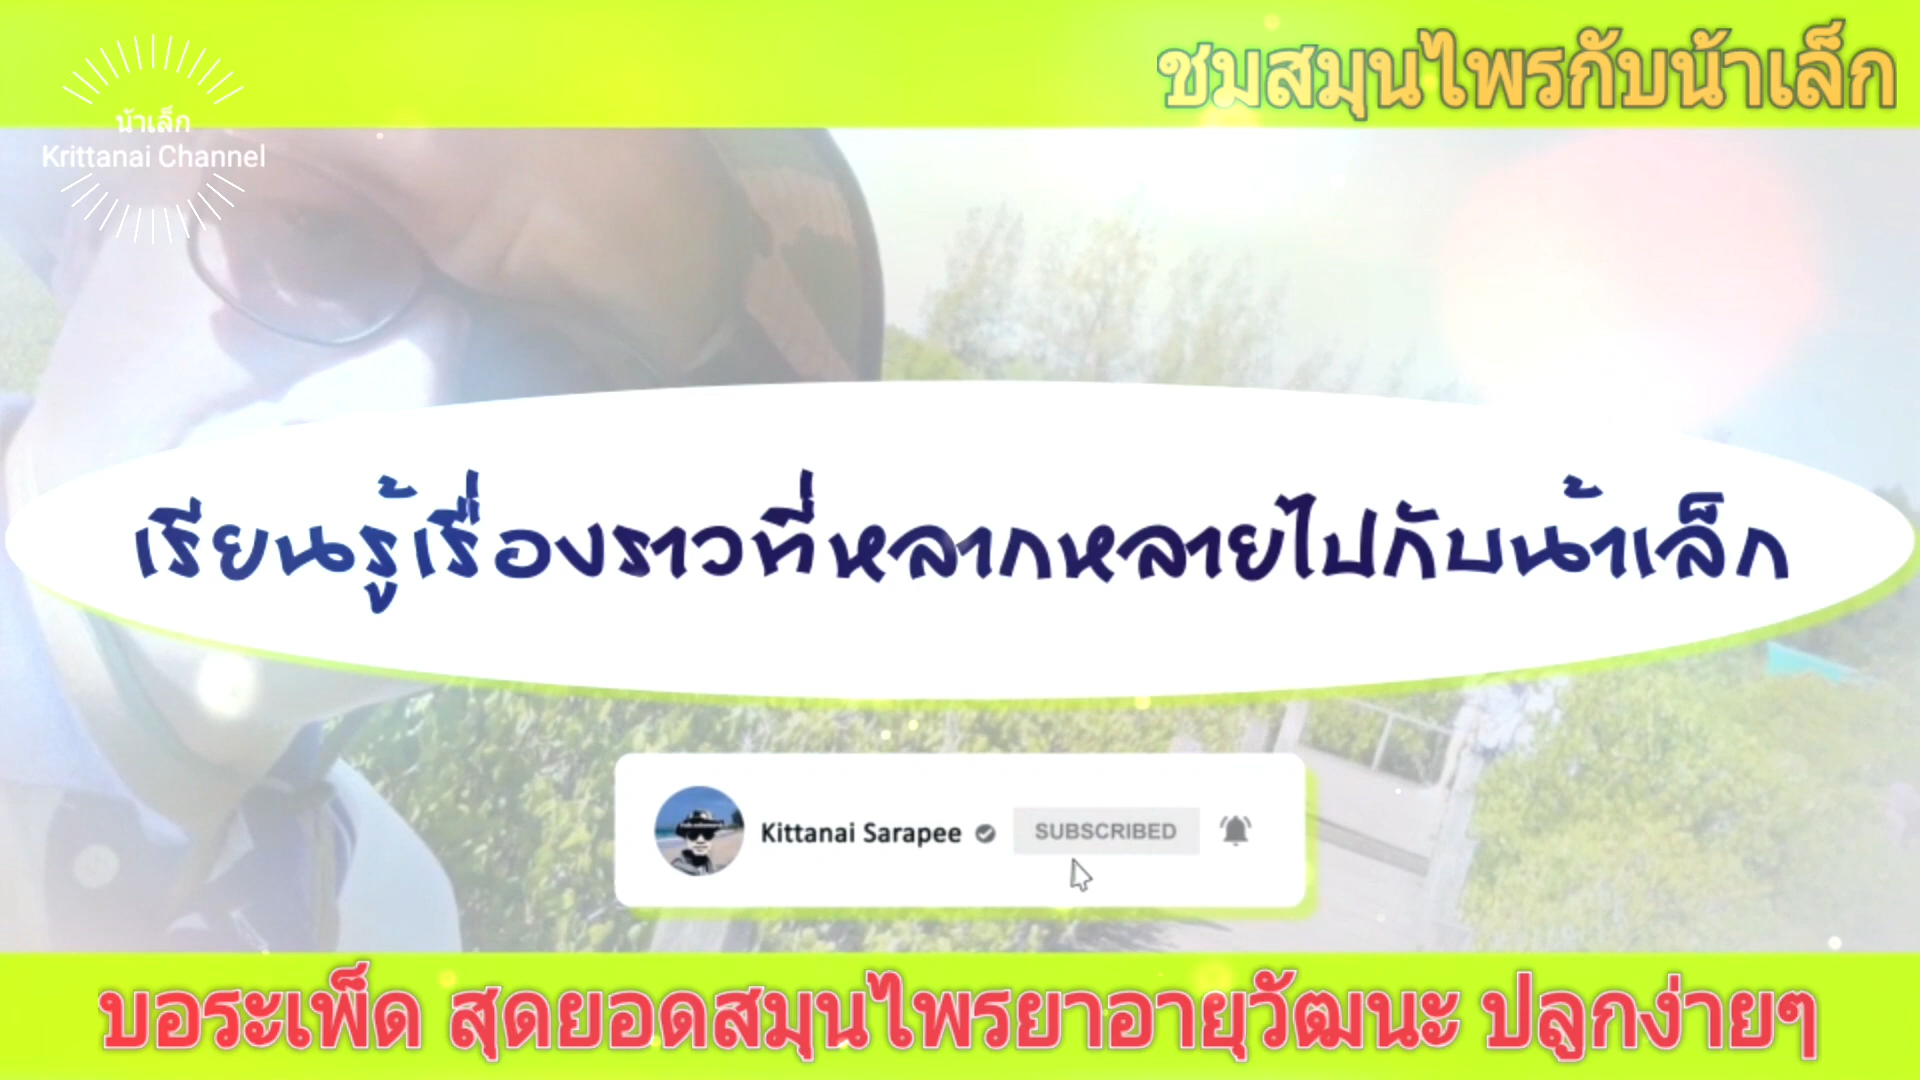 ชมสมุนไพรกับน้าเล็ก
น้าเล็ก
Krittanai Channel
เรียนรู้เรื่องราวที่หลากหลายไปกับน้าเล็ก
Kittanai Sarapee
SUBSCRIBED
บอระเพ็ด สุดยอดสมุนไพรยาอายุวัฒนะ ปลูกง่ายๆ